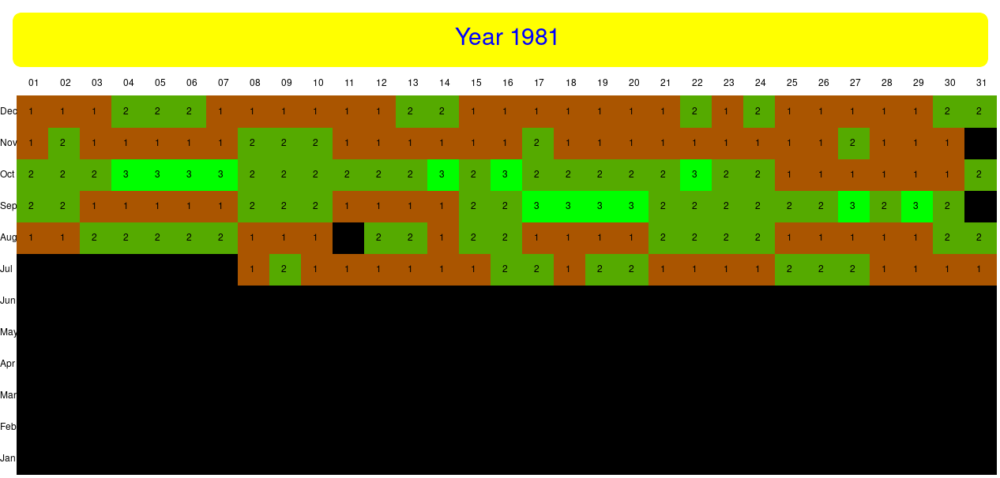 Year 1981
01 02 03 04 05 06 07 08 09 10 11 12 13 14 15 16 17 18 19 20 21 22 23 24 25 26 27 28 29 30 31
Dec 1 1 1 2 2 2 1 1 1 1 1 1 2 2 1 1 1 1 1 1 1 2 1 2 1 1 1 1 1 2 2
Nov 1 2 1 1 1 1 1 2 2 2 1 1 1 1 1 1 2 1 1 1 1 1 1 1 1 1 2 1 1 1
Oct 2 2 2 3 3 3 3 2 2 2 2 2 2 3 2 3 2 2 2 2 2 3 2 2 1 1 1 1 1 1 2
Sep 2 2 1 1 1 1 1 2 2 2 1 1 1 1 2 2 3 3 3 3 2 2 2 2 2 2 3 2 3 2
Aug 1 1 2 2 2 2 2 1 1 1 2 2 1 2 2 1 1 1 1 2 2 2 2 1 1 1 1 1 2 2
Jul 1 2 1 1 1 1 1 1 2 2 1 2 2 1 1 1 1 2 2 2 1 1 1 1
Jun
May
Apr
Mar
Feb
Jan